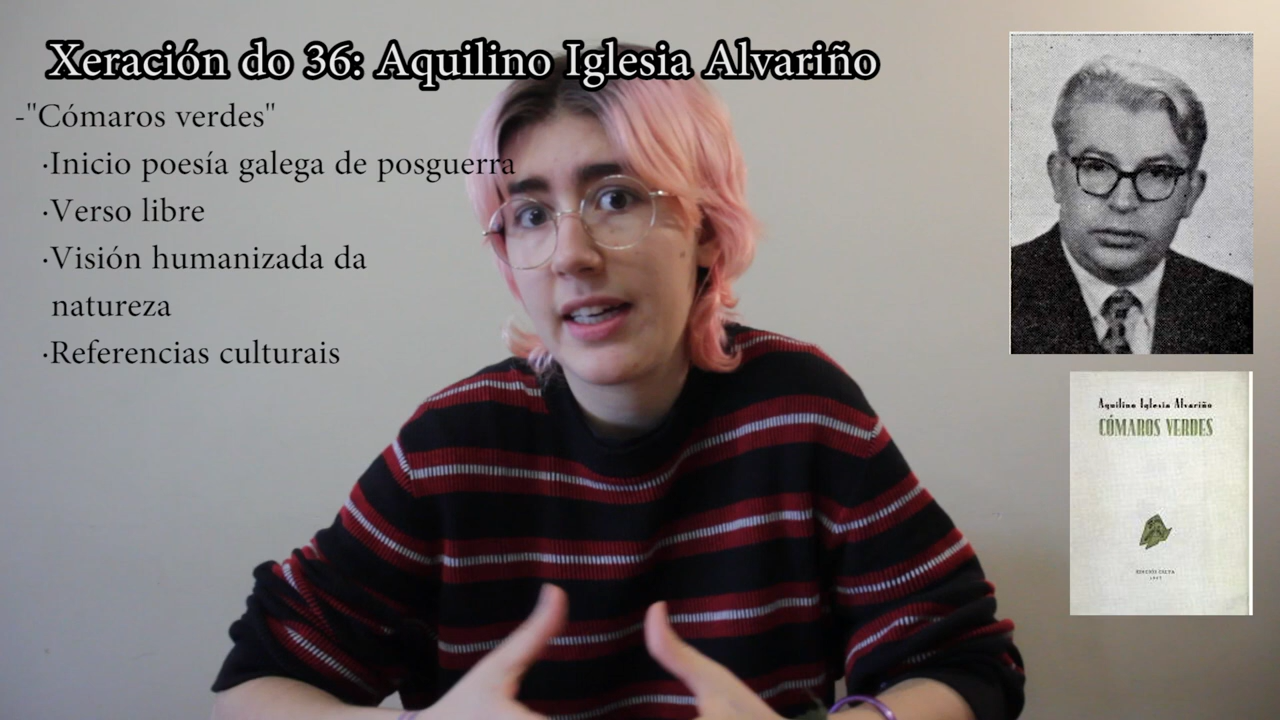 Xeración do 36: Aquilino Iglesia Alvariño
-"Cómaros verdes"
·Inicio poesía galega de posguerra
·Verso libre
·Visión humanizada da
natureza
·Referencias culturais
Aquilino Iglesia Alvariño
CÓMAROS VERDES